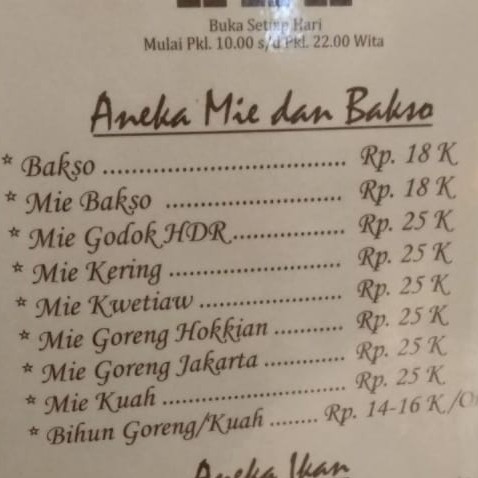 Buka Setiap Hari
Mulai Pkl. 10.00 s/d Pkl. 22.00 Wita
Aneka Mie dan Bakso
* Bakso .................................. Rp. 18 K
* Mie Bakso ......................... Rp. 18 K
* Mie Godok HDR................ Rp. 25 K
* Mie Kering ........................ Rp. 25 K
* Mie Kwetiaw .................... Rp. 25 K
* Mie Goreng Hokkian .......... Rp. 25 K
* Mie Goreng Jakarta ............ Rp. 25 K
* Mie Kuah .......................... Rp. 25 K
* Bihun Goreng/Kuah ........ Rp. 14-16 K/O
Aneka Ikan